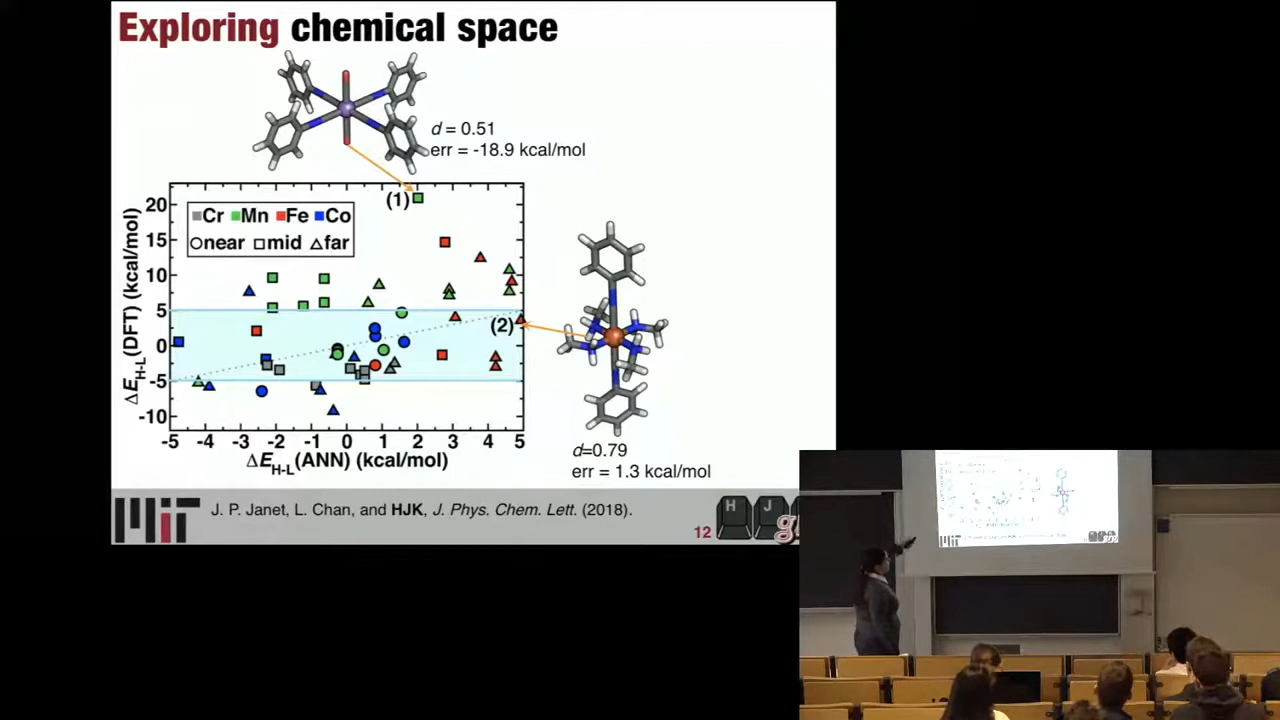 Exploring chemical space
d = 0.51
err = -18.9 kcal/mol
(1)
Cr Mn Fe Co
near mid far
20
15
10
5
0
-5
-10
ΔE_H-L(DFT) (kcal/mol)
(2)
-5 -4 -3 -2 -1 0 1 2 3 4 5
ΔE_H-L(ANN) (kcal/mol)
d=0.79
err = 1.3 kcal/mol
J. P. Janet, L. Chan, and HJK, J. Phys. Chem. Lett. (2018).
MIT
12
H J
g
MIT